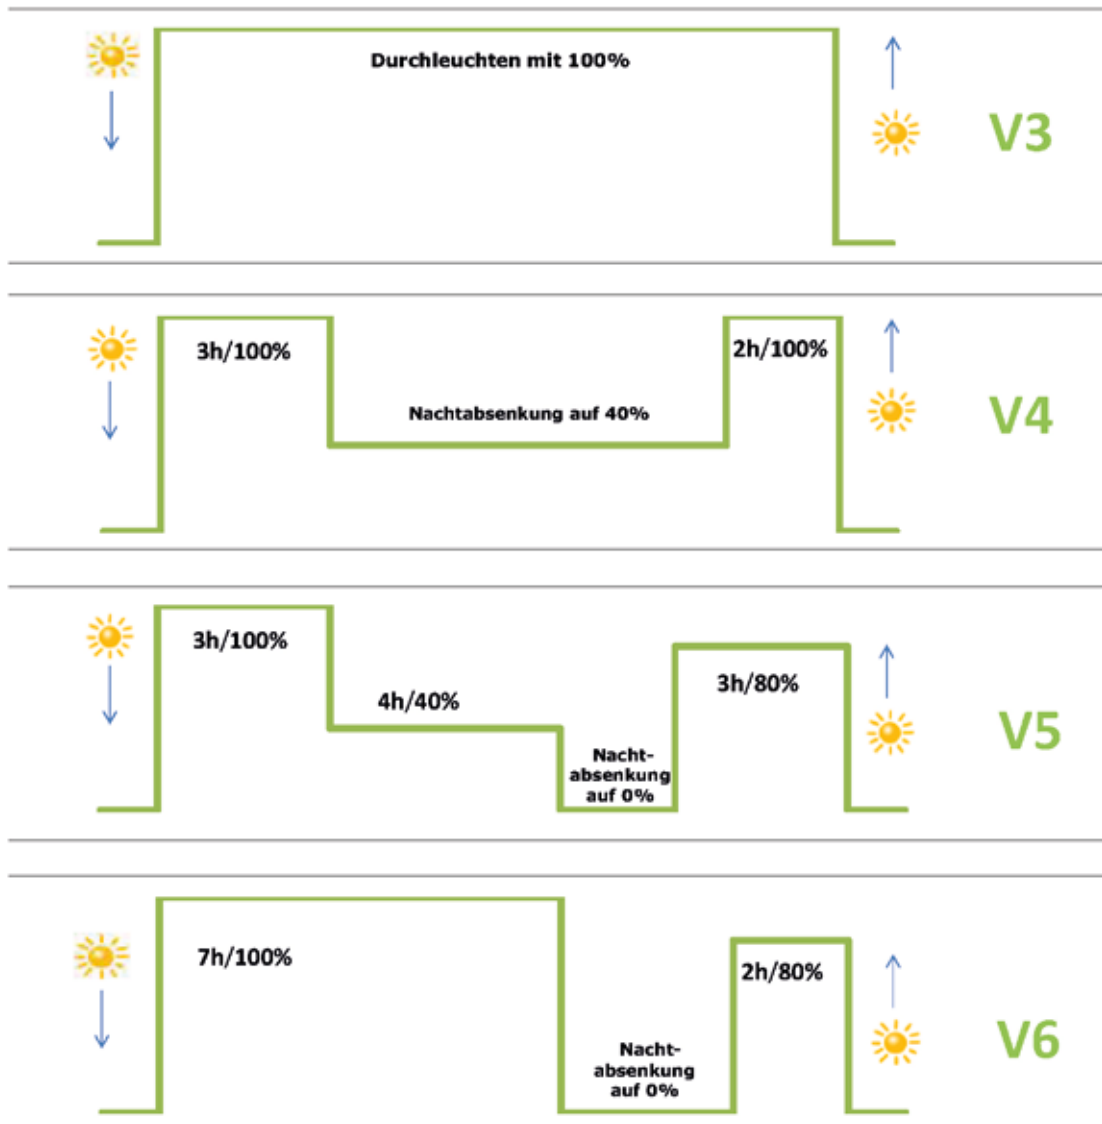 Durchleuchten mit 100%
V3
3h/100%
2h/100%
Nachtabsenkung auf 40%
V4
3h/100%
4h/40%
3h/80%
Nacht-
absenkung
auf 0%
V5
7h/100%
2h/80%
Nacht-
absenkung
auf 0%
V6